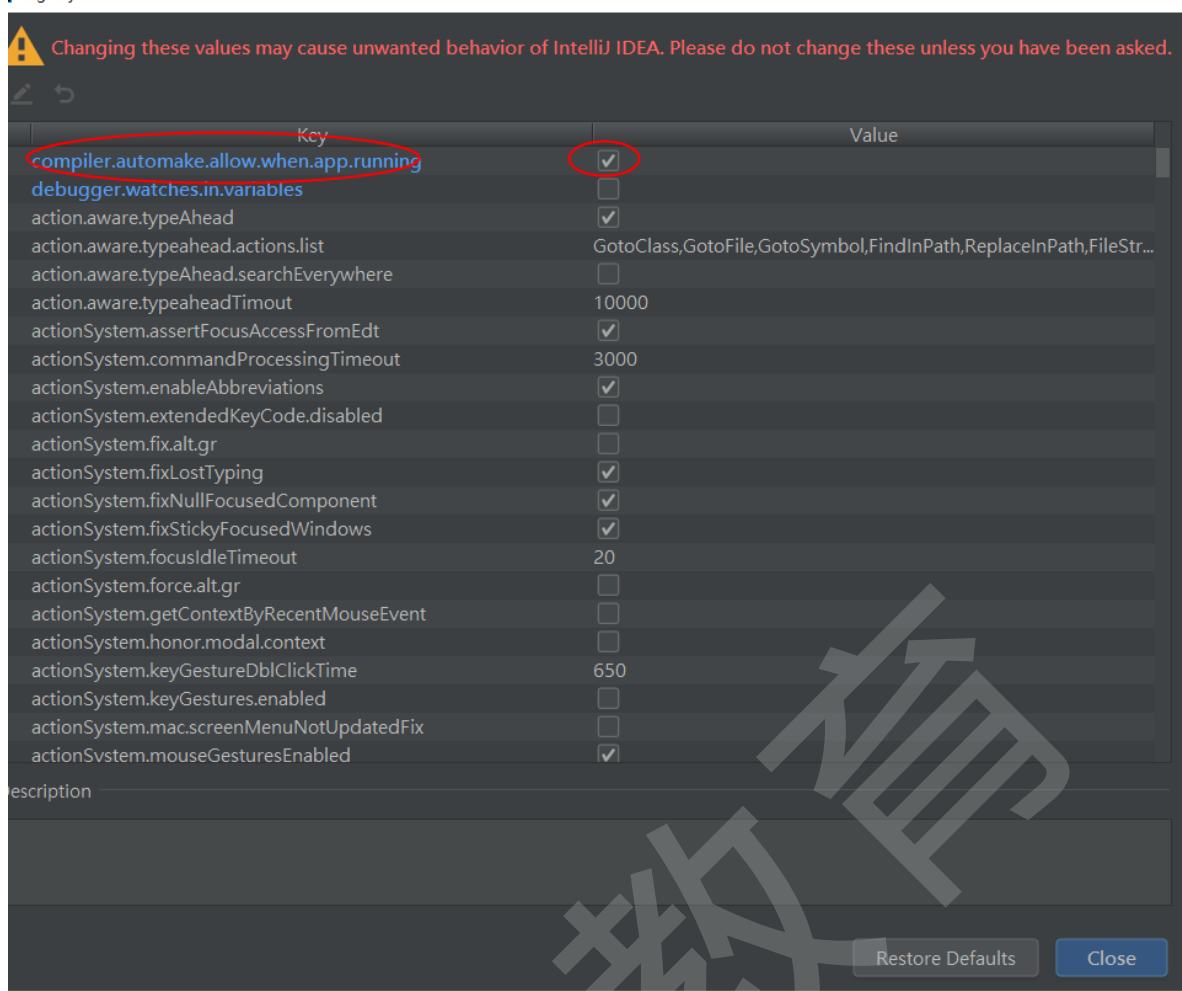 Changing these values may cause unwanted behavior of IntelliJ IDEA. Please do not change these unless you have been asked.
Key Value
compiler.automake.allow.when.app.running
debugger.watches.in.variables
action.aware.typeAhead
action.aware.typeahead.actions.list GotoClass,GotoFile,GotoSymbol,FindInPath,ReplaceInPath,FileStr...
action.aware.typeAhead.searchEverywhere
action.aware.typeaheadTimout 10000
actionSystem.assertFocusAccessFromEdt
actionSystem.commandProcessingTimeout 3000
actionSystem.enableAbbreviations
actionSystem.extendedKeyCode.disabled
actionSystem.fix.alt.gr
actionSystem.fixLostTyping
actionSystem.fixNullFocusedComponent
actionSystem.fixStickyFocusedWindows
actionSystem.focusIdleTimeout 20
actionSystem.force.alt.gr
actionSystem.getContextByRecentMouseEvent
actionSystem.honor.modal.context
actionSystem.keyGestureDblClickTime 650
actionSystem.keyGestures.enabled
actionSystem.mac.screenMenuNotUpdatedFix
actionSystem.mouseGesturesEnabled
escription
Restore Defaults Close
教育